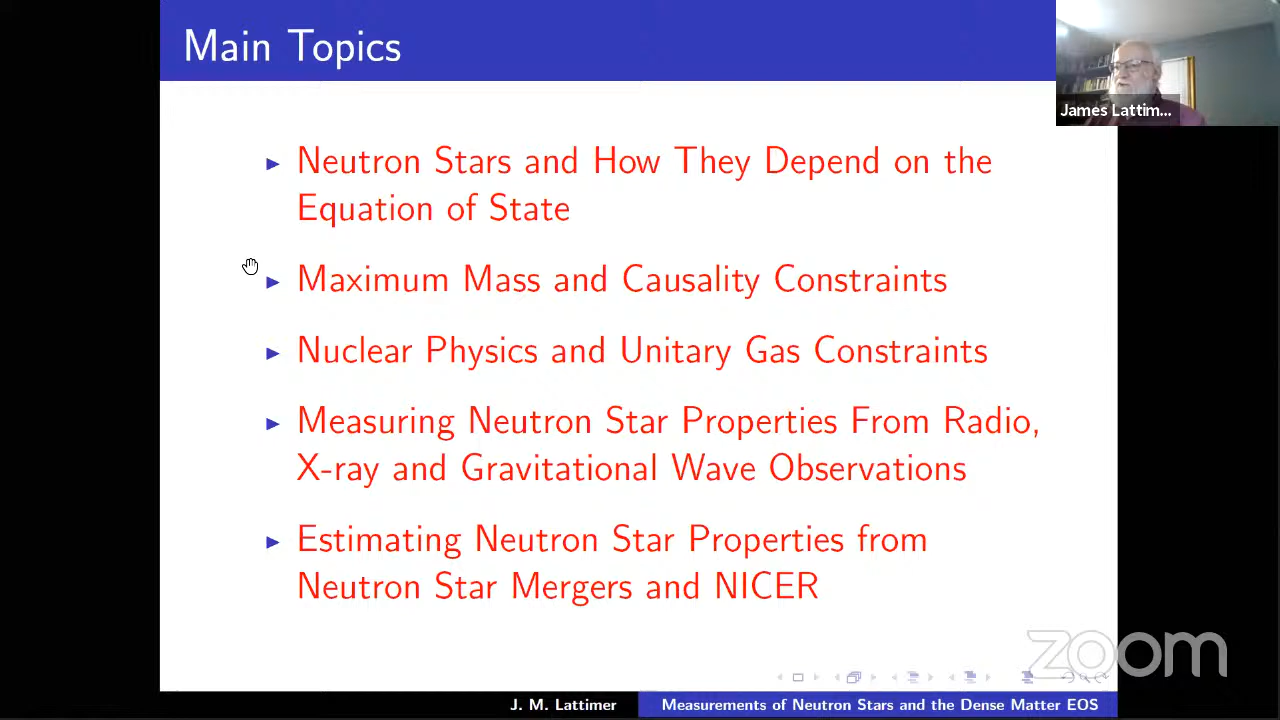 Main Topics
James Lattim...
Neutron Stars and How They Depend on the
Equation of State
Maximum Mass and Causality Constraints
Nuclear Physics and Unitary Gas Constraints
Measuring Neutron Star Properties From Radio,
X-ray and Gravitational Wave Observations
Estimating Neutron Star Properties from
Neutron Star Mergers and NICER
zoom
J. M. Lattimer
Measurements of Neutron Stars and the Dense Matter EOS